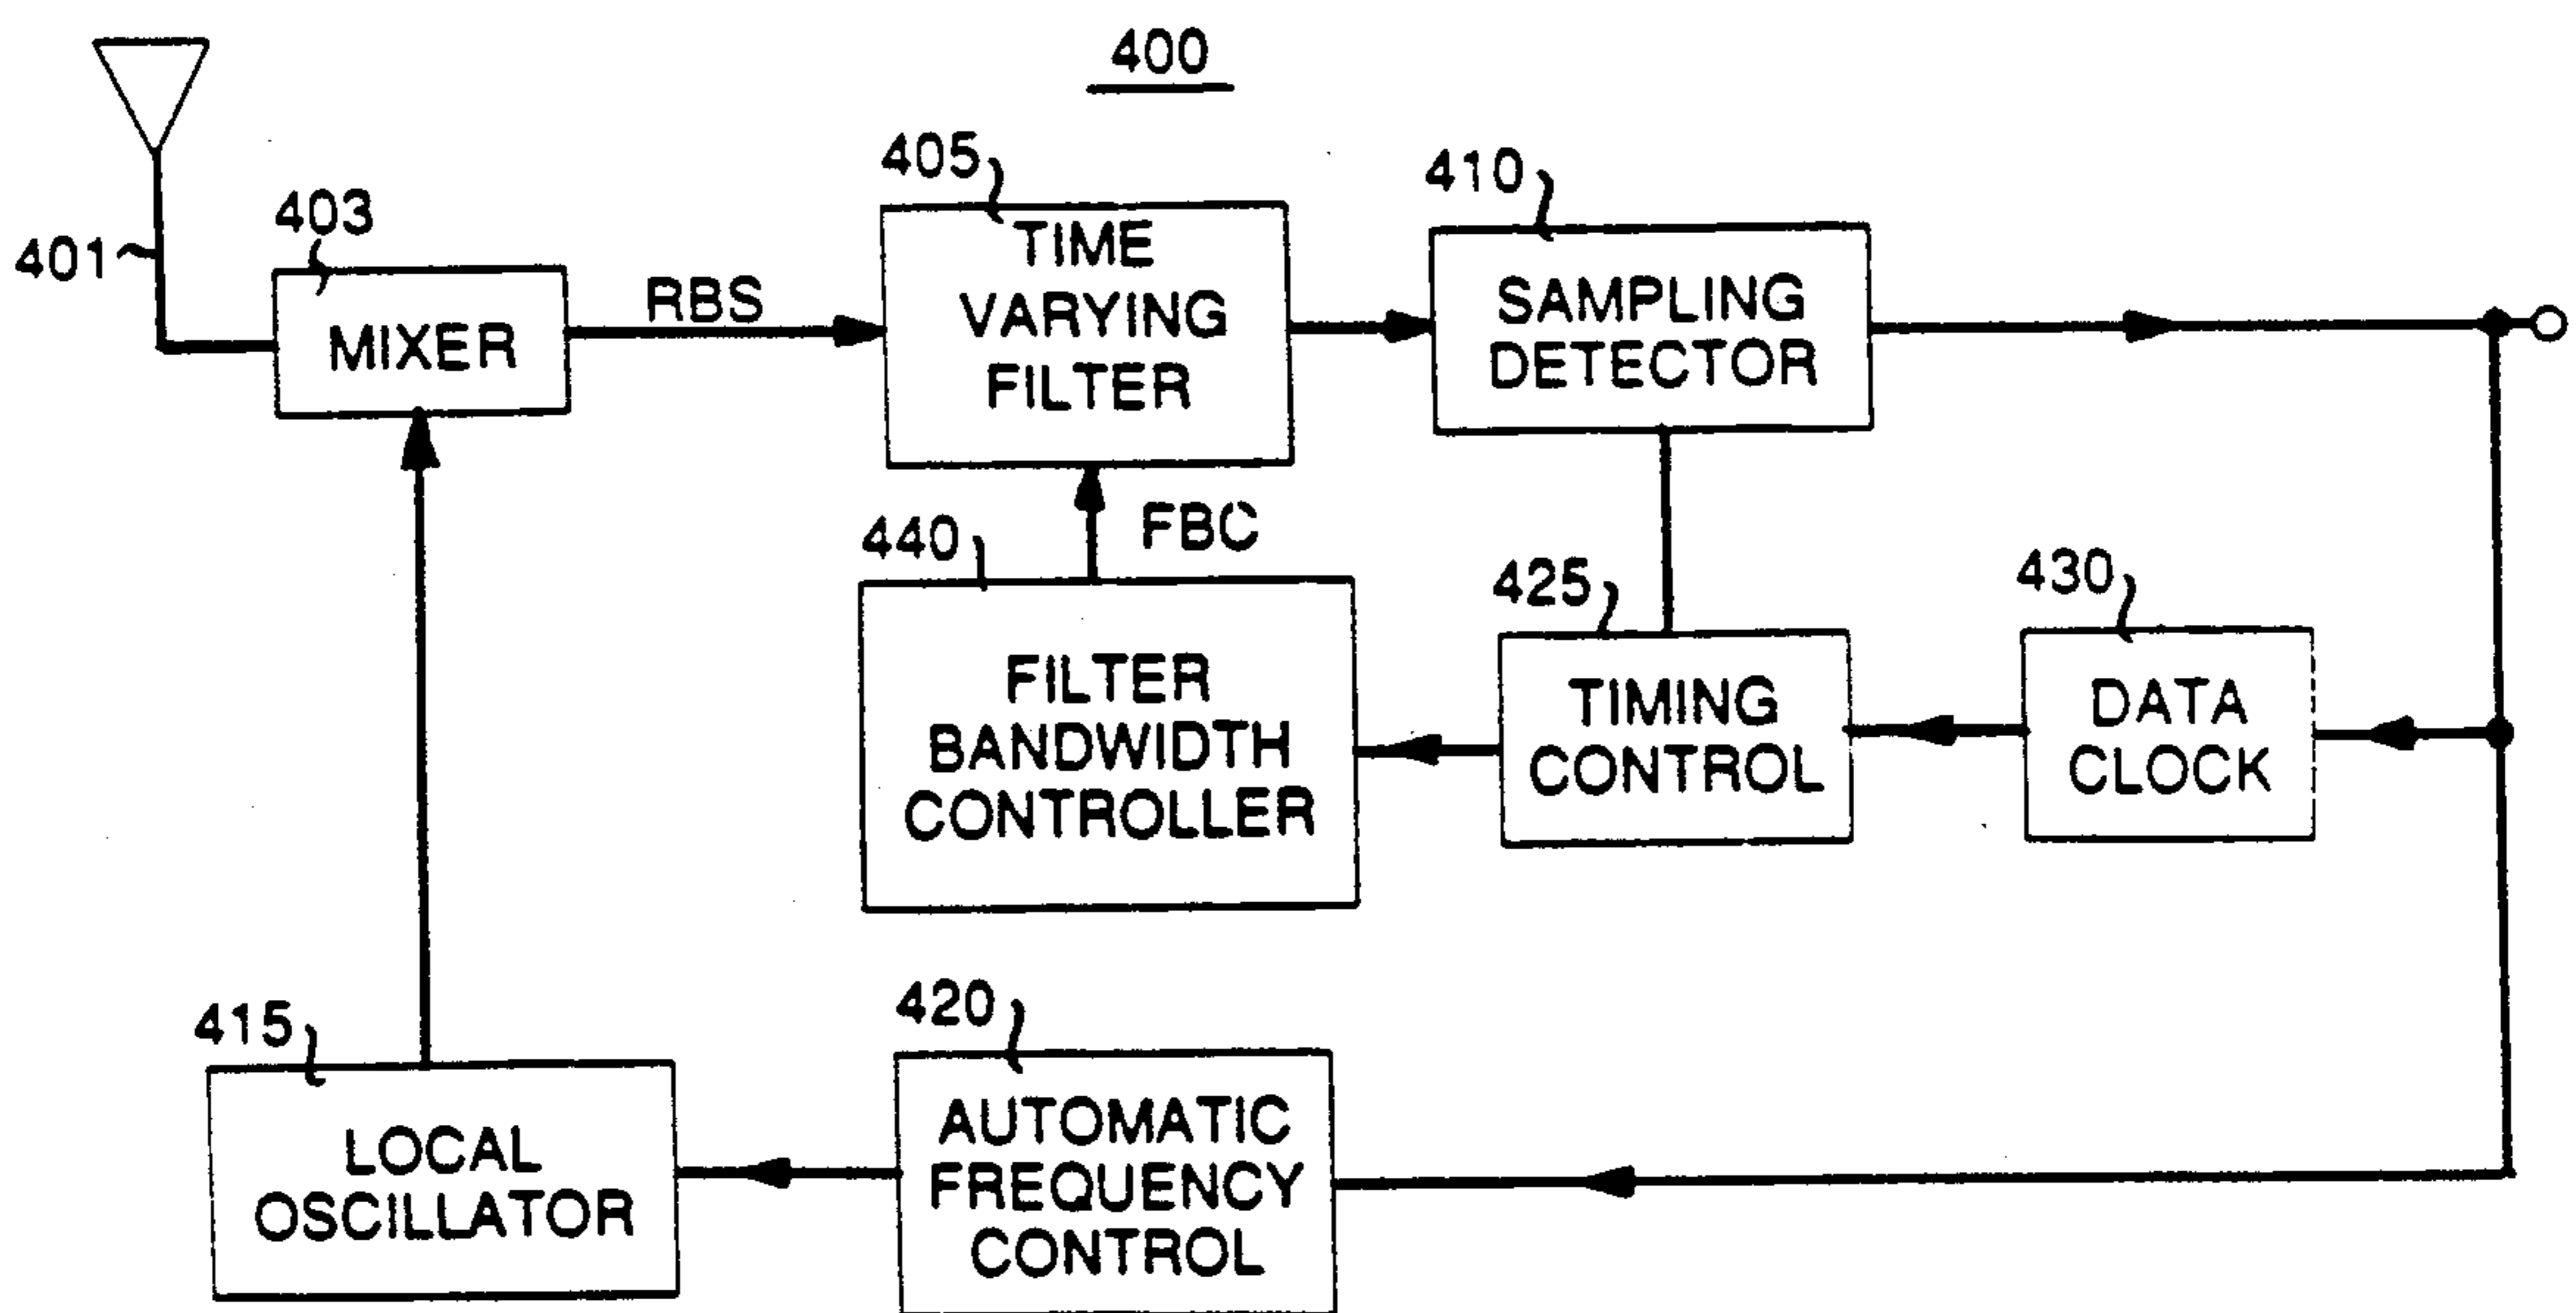 400
401
403
MIXER
RBS
405
TIME
VARYING
FILTER
410
SAMPLING
DETECTOR
FBC
440
FILTER
BANDWIDTH
CONTROLLER
425
TIMING
CONTROL
430
DATA
CLOCK
415
LOCAL
OSCILLATOR
420
AUTOMATIC
FREQUENCY
CONTROL